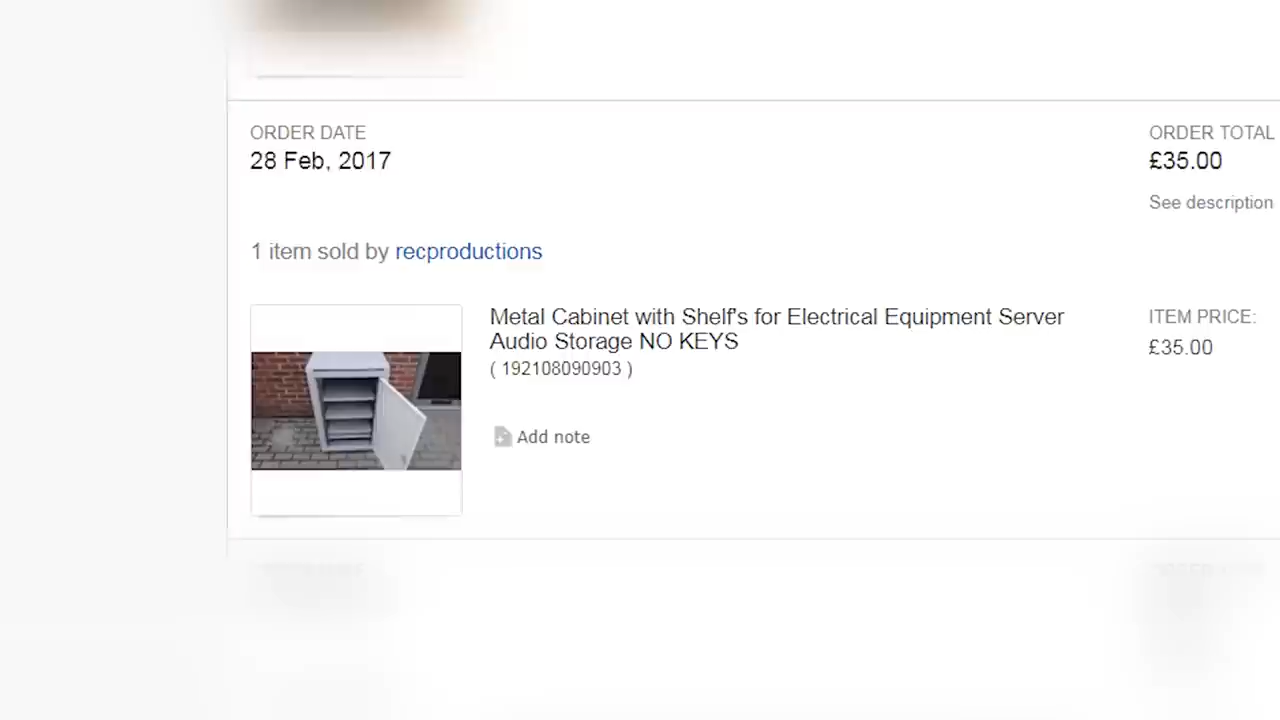 ORDER DATE
28 Feb, 2017
ORDER TOTAL
£35.00
See description
1 item sold by recproductions
Metal Cabinet with Shelf's for Electrical Equipment Server
Audio Storage NO KEYS
( 192108090903 )
Add note
ITEM PRICE:
£35.00